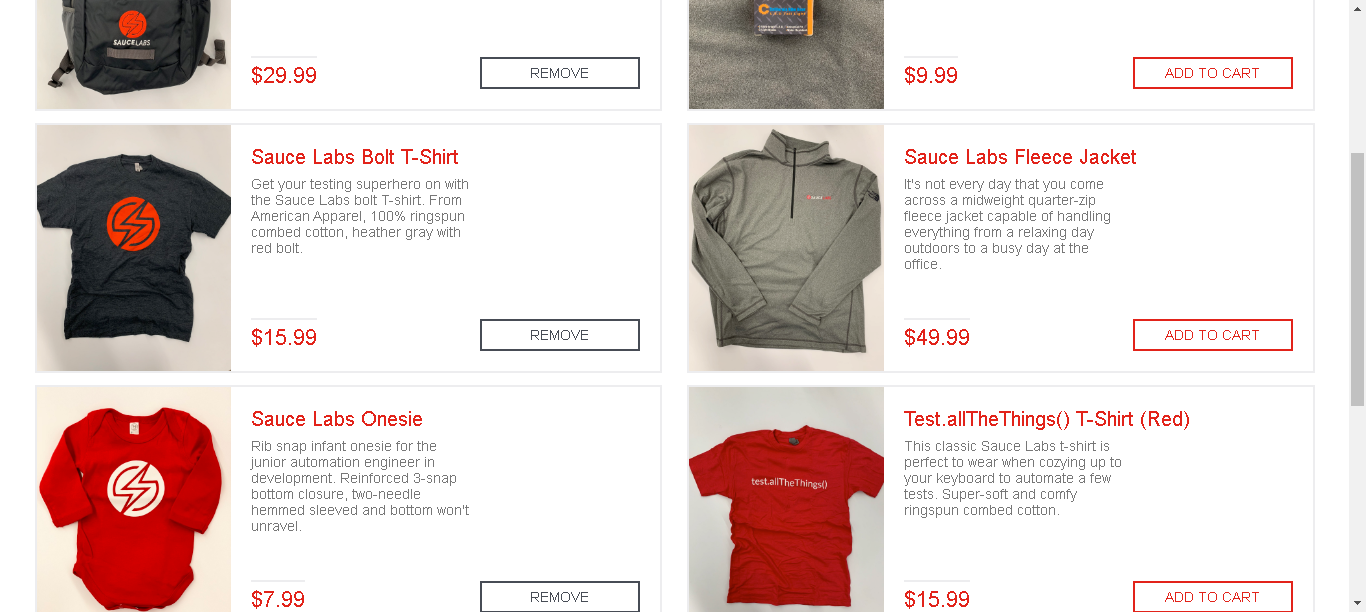 SAUCELABS
$29.99
REMOVE
$9.99
ADD TO CART
Sauce Labs Bolt T-Shirt
Get your testing superhero on with
the Sauce Labs bolt T-shirt. From
American Apparel, 100% ringspun
combed cotton, heather gray with
red bolt.
$15.99
REMOVE
Sauce Labs Fleece Jacket
It's not every day that you come
across a midweight quarter-zip
fleece jacket capable of handling
everything from a relaxing day
outdoors to a busy day at the
office.
$49.99
ADD TO CART
Sauce Labs Onesie
Rib snap infant onesie for the
junior automation engineer in
development. Reinforced 3-snap
bottom closure, two-needle
hemmed sleeved and bottom won't
unravel.
$7.99
REMOVE
test.allTheThings()
Test.allTheThings() T-Shirt (Red)
This classic Sauce Labs t-shirt is
perfect to wear when cozying up to
your keyboard to automate a few
tests. Super-soft and comfy
ringspun combed cotton.
$15.99
ADD TO CART